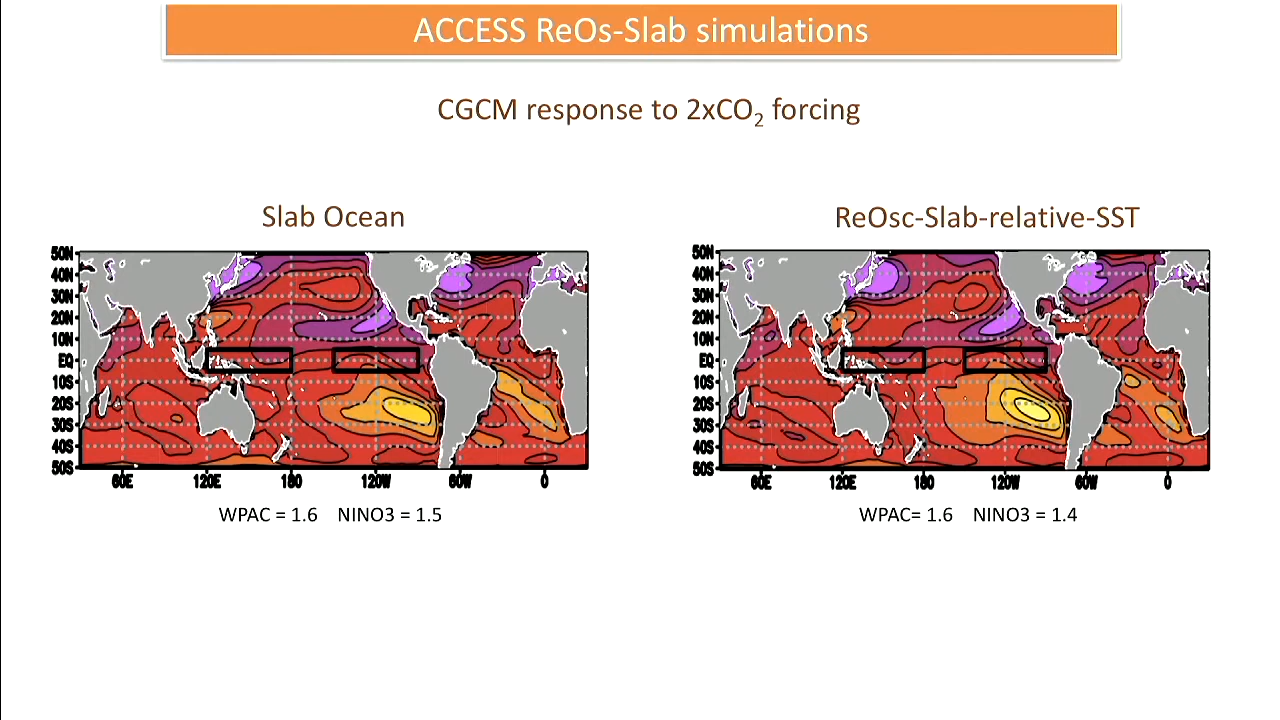 ACCESS ReOs-Slab simulations
CGCM response to 2xCO₂ forcing
Slab Ocean
50N
40N
30N
20N
10N
EQ
10S
20S
30S
40S
50S
60E 120E 180 120W 60W 0
WPAC = 1.6 NINO3 = 1.5
ReOsc-Slab-relative-SST
50N
40N
30N
20N
10N
EQ
10S
20S
30S
40S
50S
60E 120E 180 120W 60W 0
WPAC= 1.6 NINO3 = 1.4